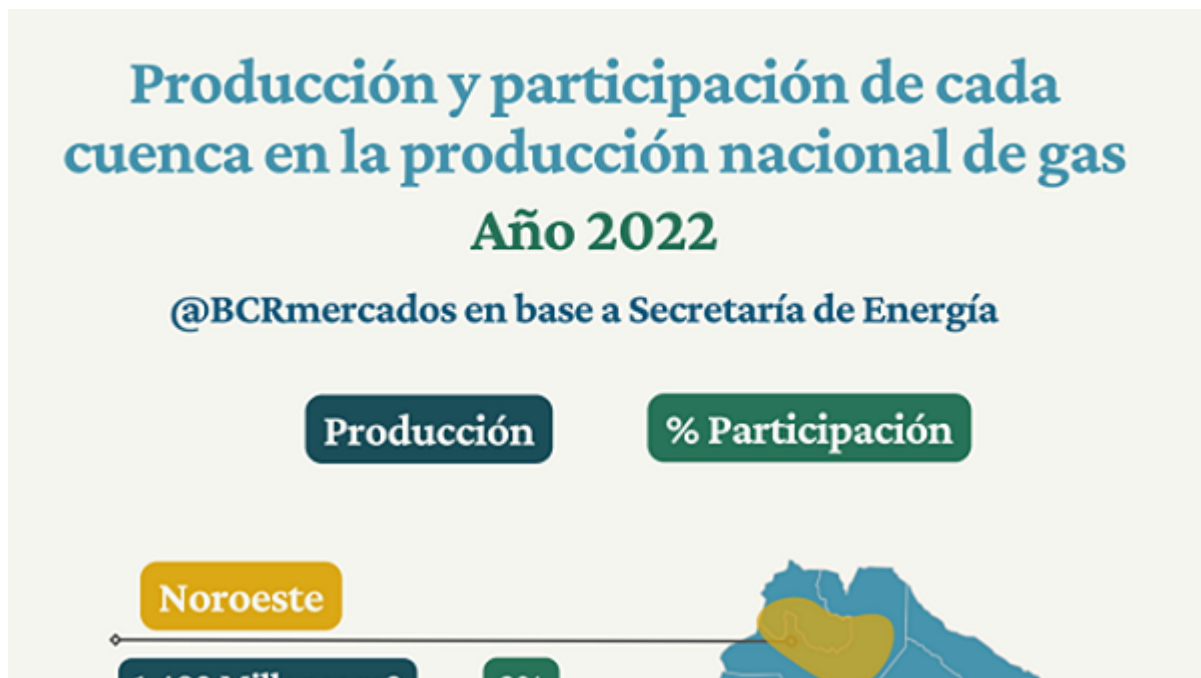 Producción y participación de cada
cuenca en la producción nacional de gas
Año 2022
@BCRmercados en base a Secretaría de Energía
Producción
% Participación
Noroeste